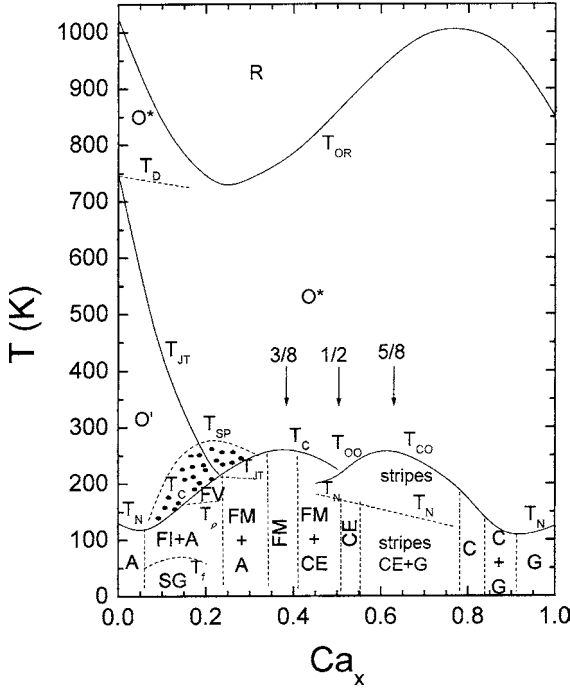 1000
R
900
O*
T_OR
800
T_D
700
600
O*
500
T_JT
3/8 1/2 5/8
400
O'
T_SP
300
T_C T_OO T_CO
T_JT stripes
200
T_C FV
T_N T_N T_N T_N
T_ρ
100
A FI+A FM + A FM FM + CE CE stripes CE+G C C + G G
T_f
SG
0
0.0 0.2 0.4 0.6 0.8 1.0
T (K)
Ca_x